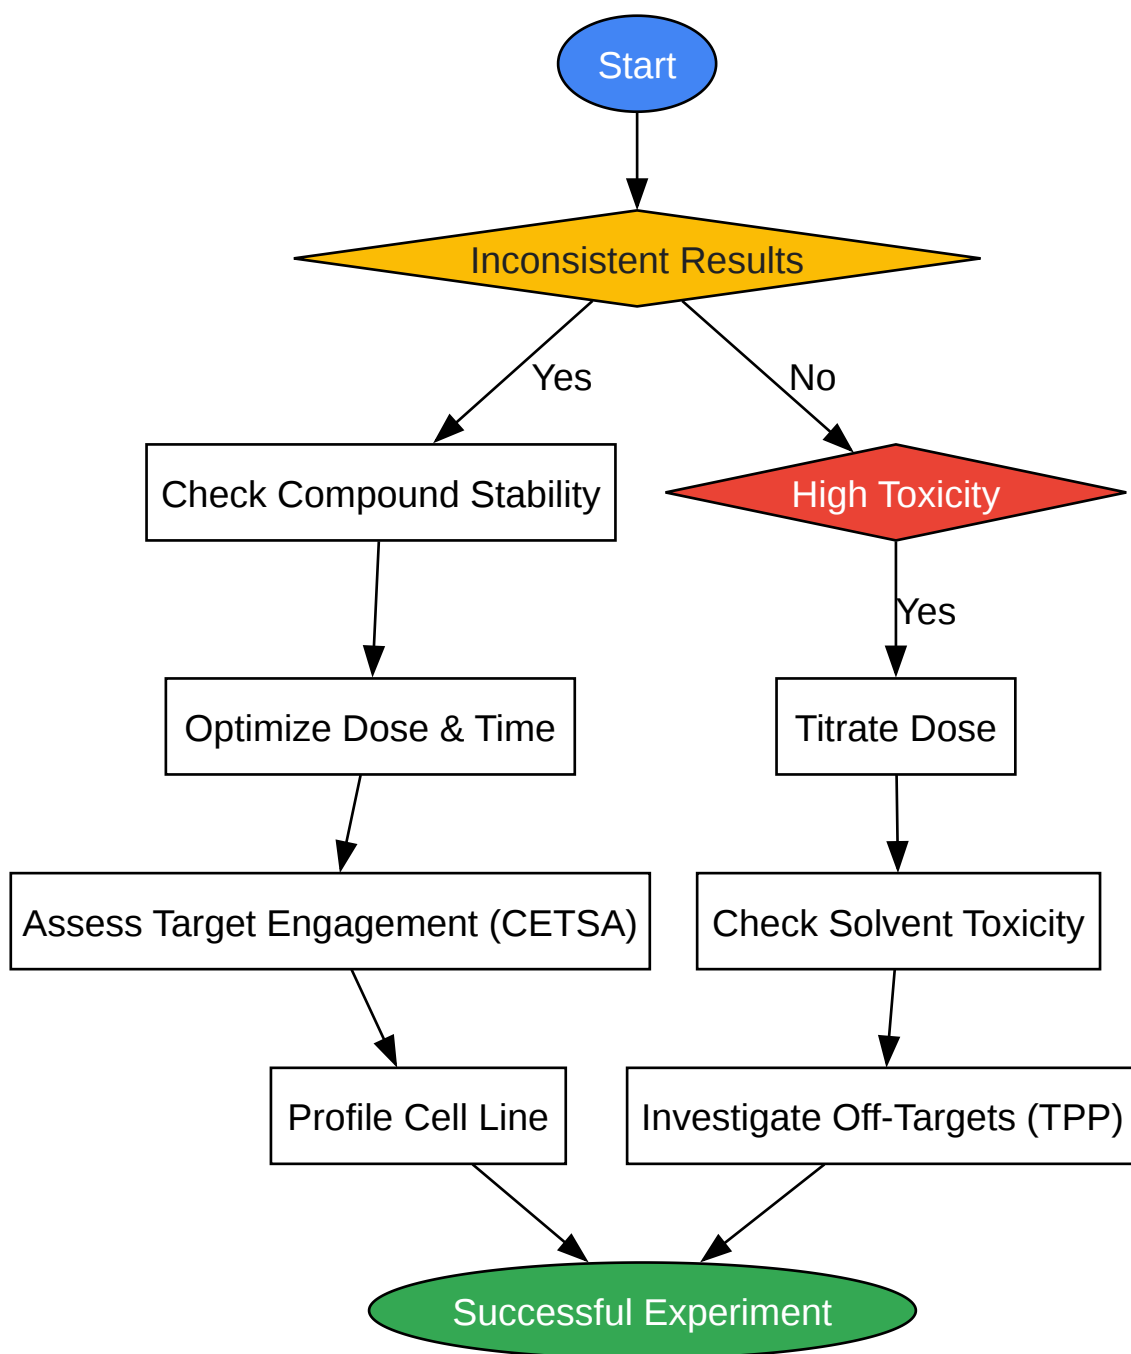 Start
Inconsistent Results
Yes
No
Check Compound Stability
High Toxicity
Yes
Optimize Dose & Time
Titrate Dose
Assess Target Engagement (CETSA)
Check Solvent Toxicity
Profile Cell Line
Investigate Off-Targets (TPP)
Successful Experiment